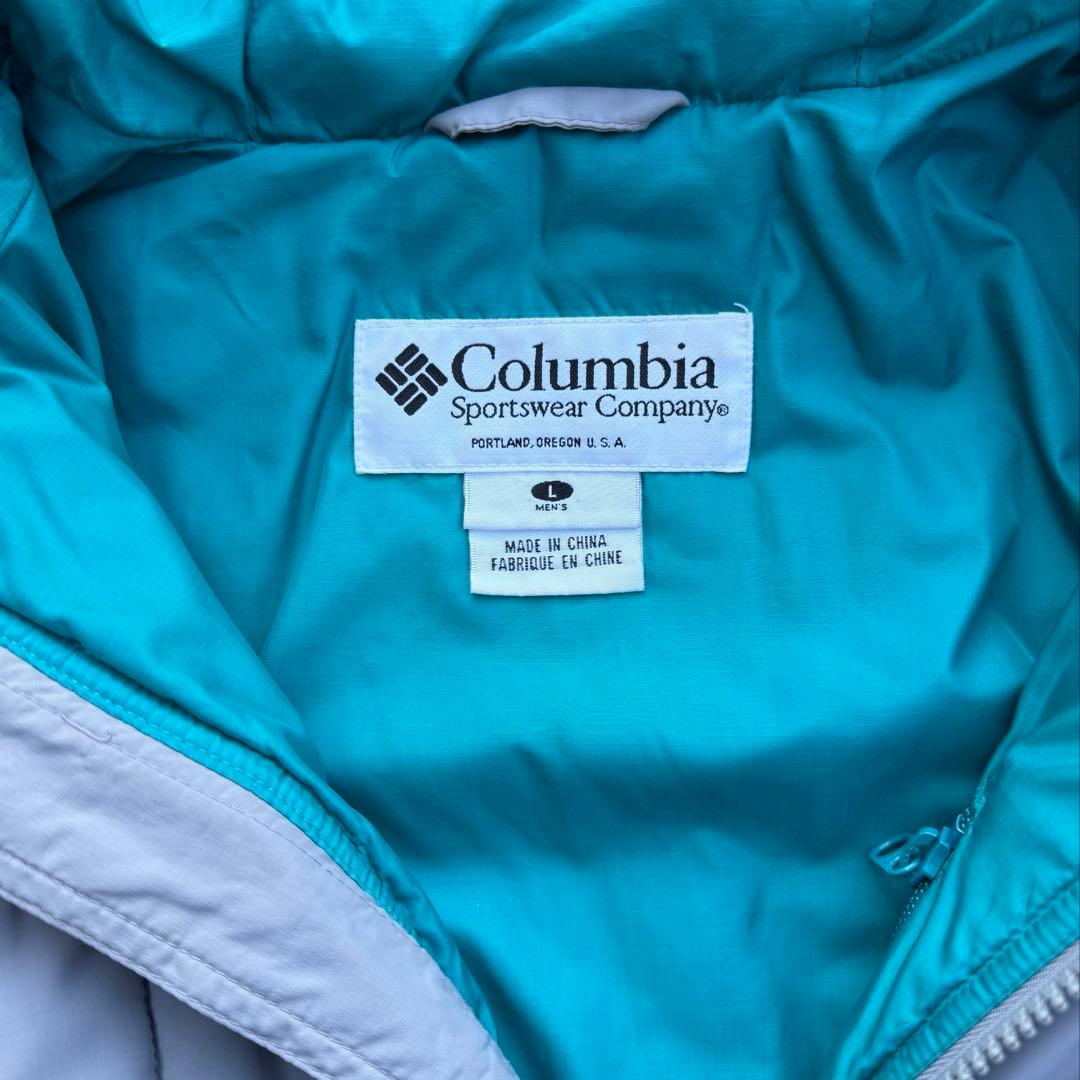 Columbia
Sportswear Company®
PORTLAND, OREGON U.S.A.
L
MEN'S
MADE IN CHINA
FABRIQUE EN CHINE